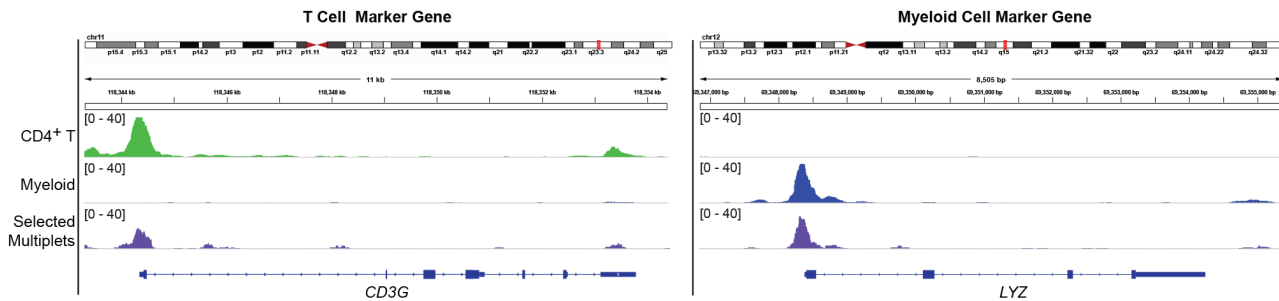 T Cell Marker Gene
chr11
p15.4 p15.3 p15.1 p14.2 p13 p12 p11.2 p11.11 q12.2 q13.2 q13.4 q14.1 q14.2 q21 q22.2 q23.1 q23.3 q24.2 q25
11 kb
118,344 kb 118,346 kb 118,348 kb 118,350 kb 118,352 kb 118,354 kb
CD4+ T
[0 - 40]
Myeloid
[0 - 40]
Selected
Multiplets
[0 - 40]
CD3G
Myeloid Cell Marker Gene
chr12
p13.32 p13.2 p12.3 p12.1 p11.21 q12 q13.11 q13.2 q14.2 q15 q21.2 q21.32 q22 q23.2 q24.11 q24.22 q24.32
8,505 bp
69,347,000 bp 69,348,000 bp 69,349,000 bp 69,350,000 bp 69,351,000 bp 69,352,000 bp 69,353,000 bp 69,354,000 bp 69,355,000 bp
[0 - 40]
[0 - 40]
[0 - 40]
LYZ